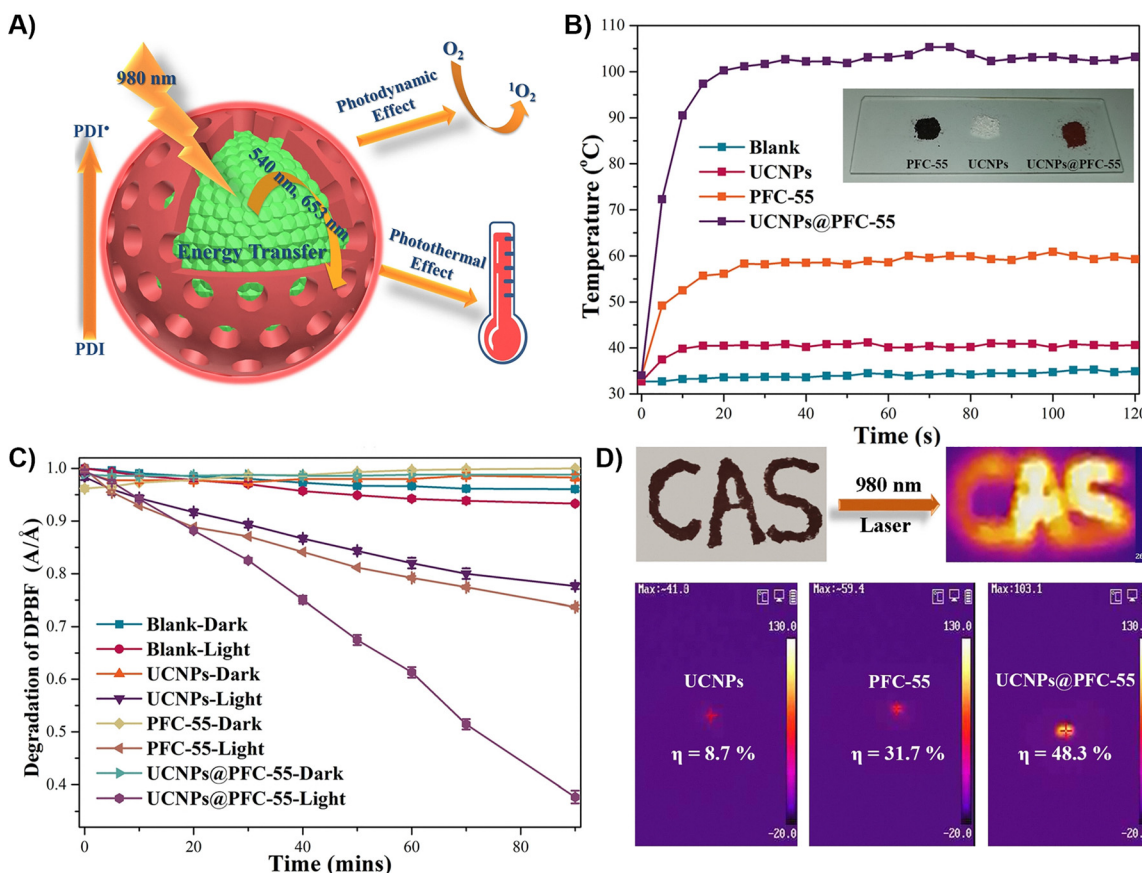 A)
980 nm
PDI*
PDI
540 nm, 653 nm
Energy Transfer
Photodynamic
Effect
O2
1O2
Photothermal
Effect
B)
110
100
90
80
70
60
50
40
30
Temperature (°C)
Blank
UCNPs
PFC-55
UCNPs@PFC-55
PFC-55
UCNPs
UCNPs@PFC-55
0
20
40
60
80
100
120
Time (s)
C)
1.0
0.9
0.8
0.7
0.6
0.5
0.4
Degradation of DPBF (A/Å)
Blank-Dark
Blank-Light
UCNPs-Dark
UCNPs-Light
PFC-55-Dark
PFC-55-Light
UCNPs@PFC-55-Dark
UCNPs@PFC-55-Light
0
20
40
60
80
Time (mins)
D)
CAS
980 nm
Laser
CAS
Max:~41.0
UCNPs
η = 8.7 %
130.0
-20.0
Max:~59.4
℃
PFC-55
η = 31.7 %
130.0
-20.0
Max:103.1
℃
130.0
UCNPs@PFC-55
η = 48.3 %
-20.0